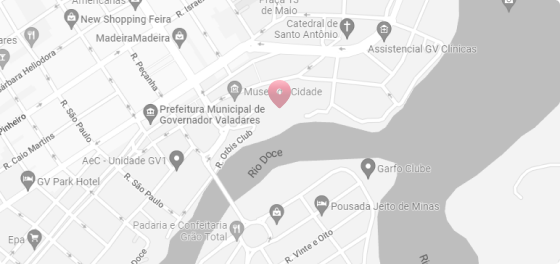 Americanas
Praça 13
de Maio
New Shopping Feira
R. Israel
Catedral de
Santo Antônio
MadeiraMadeira
Assistencial GV Clínicas
R. Peçanha
Bárbara Heliodora
Museu
Cidade
Prefeitura Municipal de
Governador Valadares
Pinheiro
R. São Paulo
R. Caio Martins
R. Orbis Club
AeC - Unidade GV1
Rio Doce
Garfo Clube
GV Park Hotel
R. São Paulo
Pousada Jeito de Minas
Padaria e Confeitaria
Grão Total
R. Vinte e Oito
Epa
Doce